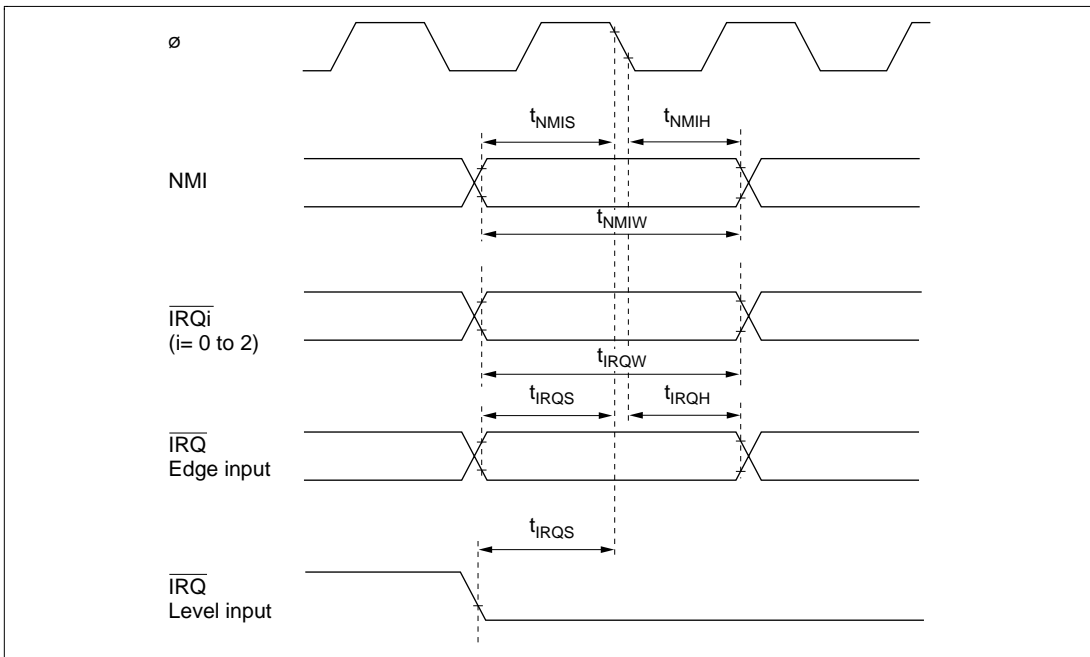 ø
tNMIS
tNMIH
NMI
tNMIW
IRQi
(i= 0 to 2)
tIRQW
tIRQS
tIRQH
IRQ
Edge input
tIRQS
IRQ
Level input